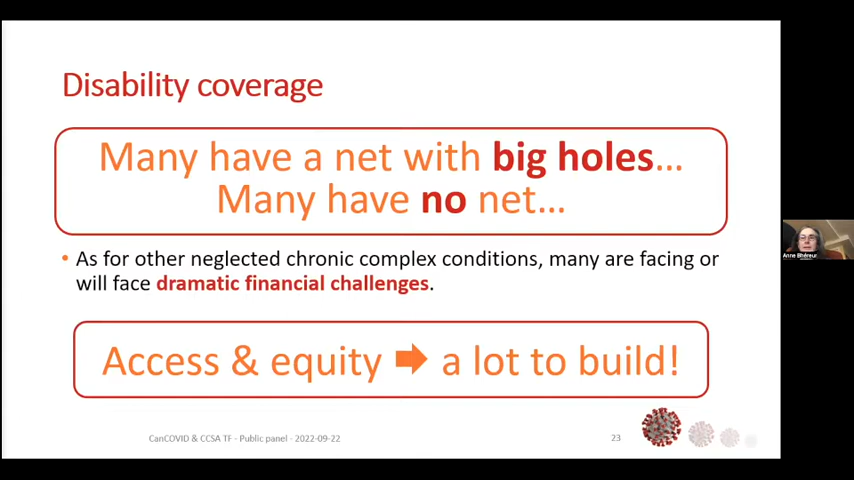 Disability coverage
Many have a net with big holes...
Many have no net...
• As for other neglected chronic complex conditions, many are facing or
will face dramatic financial challenges.
Access & equity ➡ a lot to build!
CanCOVID & CCSA TF - Public panel - 2022-09-22
23
Anne Bhéreur